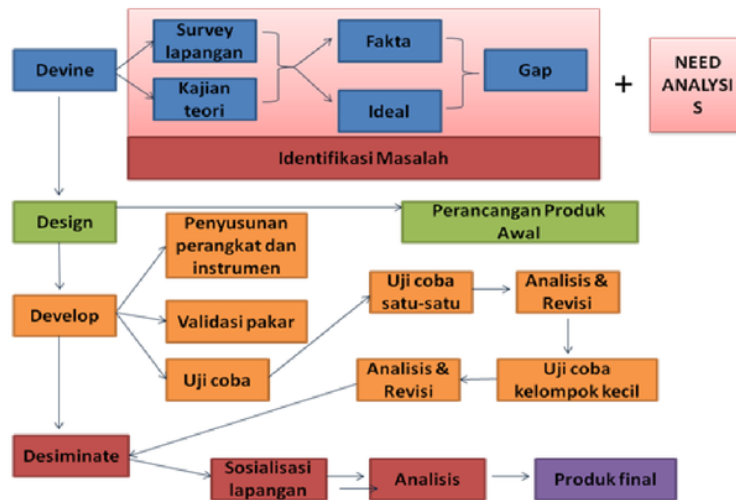 Devine
Survey
lapangan
Kajian
teori
Fakta
Ideal
Gap
+
NEED
ANALYSI
S
Identifikasi Masalah
Design
Perancangan Produk
Awal
Develop
Penyusunan
perangkat dan
instrumen
Validasi pakar
Uji coba
Uji coba
satu-satu
Analisis &
Revisi
Uji coba
kelompok kecil
Analisis &
Revisi
Desiminate
Sosialisasi
lapangan
Analisis
Produk final